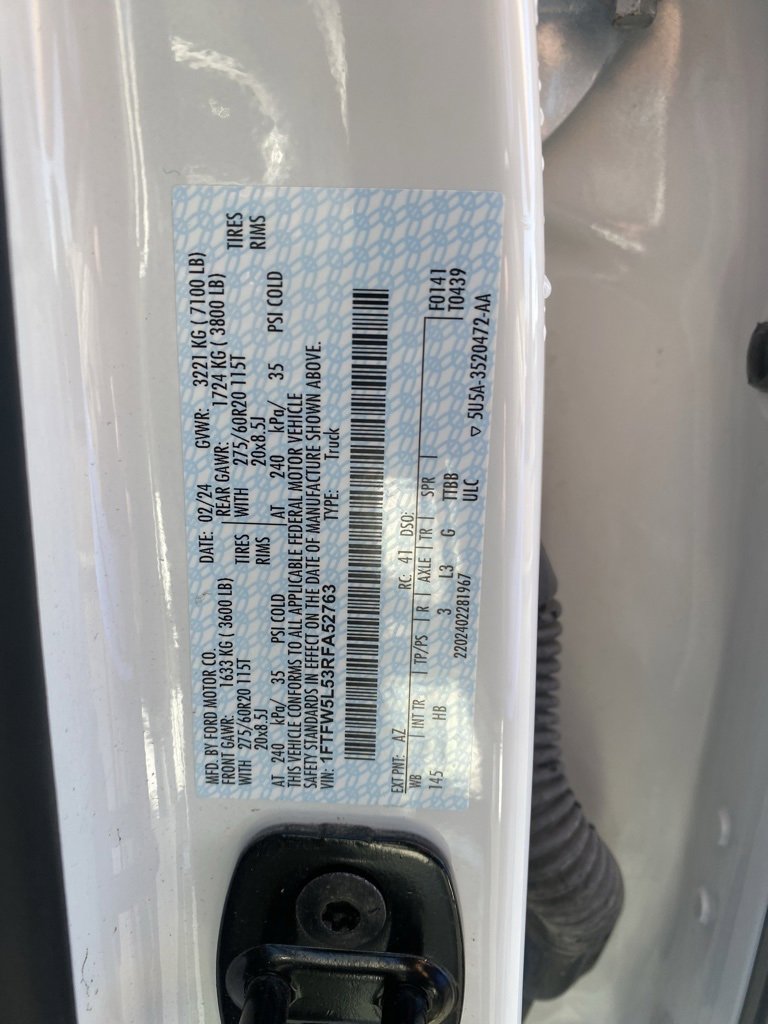 MFD. BY FORD MOTOR CO. DATE: 02/24 GVWR: 3221 KG ( 7100 LB)
FRONT GAWR: 1633 KG ( 3600 LB) REAR GAWR: 1724 KG ( 3800 LB)
WITH 275/60R20 115T TIRES WITH 275/60R20 115T TIRES
20x8.5J RIMS 20x8.5J RIMS
AT 240 kPa/ 35 PSI COLD AT 240 kPa/ 35 PSI COLD
THIS VEHICLE CONFORMS TO ALL APPLICABLE FEDERAL MOTOR VEHICLE
SAFETY STANDARDS IN EFFECT ON THE DATE OF MANUFACTURE SHOWN ABOVE.
VIN: 1FTFW5L53RFA52763 TYPE: Truck
EXT PNT: AZ RC: 41 DSO:
WB INT TR TP/PS R AXLE TR SPR F0141
145 HB 3 L3 G TTBB T0439
2202402281967 ULC ▽ 5U5A-3520472-AA